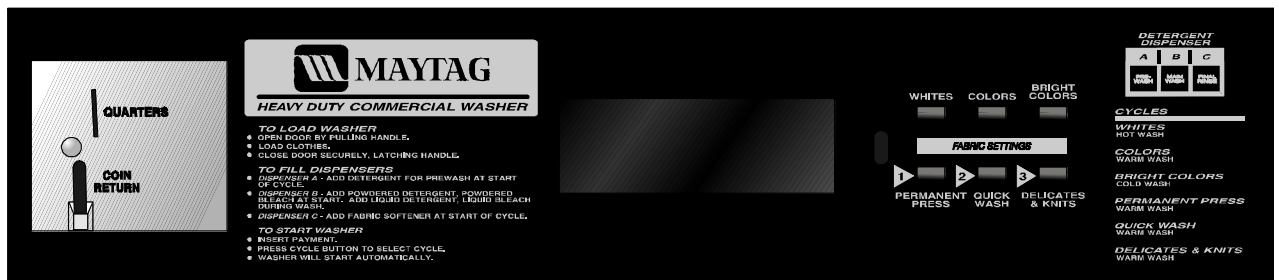 QUARTERS
COIN
RETURN
MAYTAG
HEAVY DUTY COMMERCIAL WASHER
TO LOAD WASHER
OPEN DOOR BY PULLING HANDLE.
LOAD CLOTHES.
CLOSE DOOR SECURELY, LATCHING HANDLE.
TO FILL DISPENSERS
DISPENSER A - ADD DETERGENT FOR PREWASH AT START
OF CYCLE.
DISPENSER B - ADD POWDERED DETERGENT, POWDERED
BLEACH AT START. ADD LIQUID DETERGENT, LIQUID BLEACH
DURING WASH.
DISPENSER C - ADD FABRIC SOFTENER AT START OF CYCLE.
TO START WASHER
INSERT PAYMENT.
PRESS CYCLE BUTTON TO SELECT CYCLE.
WASHER WILL START AUTOMATICALLY.
WHITES
COLORS
BRIGHT
COLORS
FABRIC SETTINGS
1
2
3
PERMANENT
PRESS
QUICK
WASH
DELICATES
& KNITS
DETERGENT
DISPENSER
A B C
PRE-
WASH
MAIN
WASH
FINAL
RINSE
CYCLES
WHITES
HOT WASH
COLORS
WARM WASH
BRIGHT COLORS
COLD WASH
PERMANENT PRESS
WARM WASH
QUICK WASH
WARM WASH
DELICATES & KNITS
WARM WASH